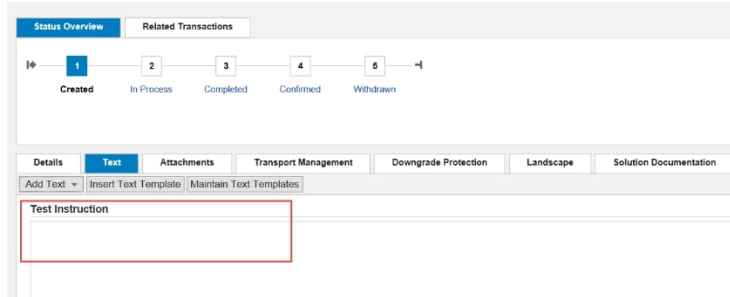 Status Overview Related Transactions
1 2 3 4 5
Created In Process Completed Confirmed Withdrawn
Details Text Attachments Transport Management Downgrade Protection Landscape Solution Documentation
Add Text Insert Text Template Maintain Text Templates
Test Instruction